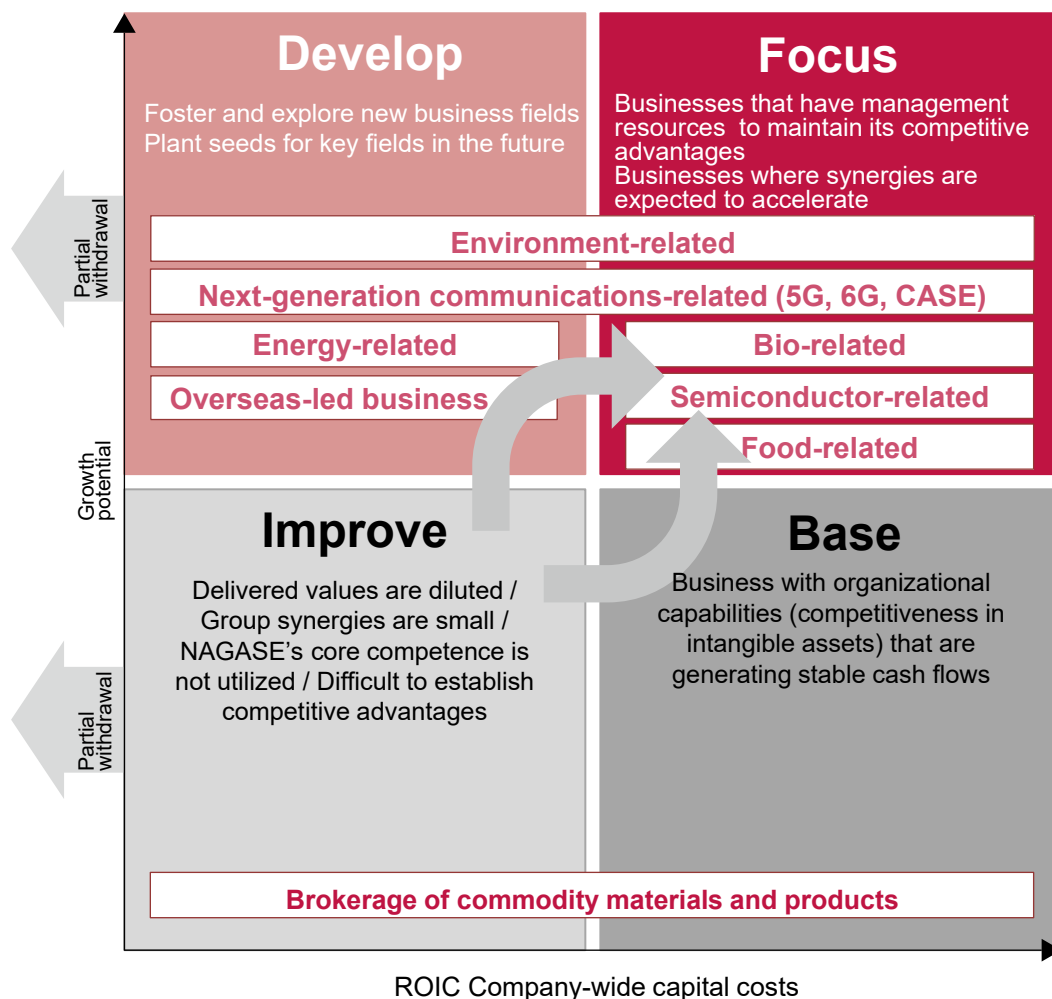 Develop
Foster and explore new business fields
Plant seeds for key fields in the future
Focus
Businesses that have management
resources to maintain its competitive
advantages
Businesses where synergies are
expected to accelerate
Partial
withdrawal
Environment-related
Next-generation communications-related (5G, 6G, CASE)
Energy-related
Bio-related
Overseas-led business
Semiconductor-related
Food-related
Growth
potential
Improve
Delivered values are diluted /
Group synergies are small /
NAGASE’s core competence is
not utilized / Difficult to establish
competitive advantages
Base
Business with organizational
capabilities (competitiveness in
intangible assets) that are
generating stable cash flows
Partial
withdrawal
Brokerage of commodity materials and products
ROIC Company-wide capital costs